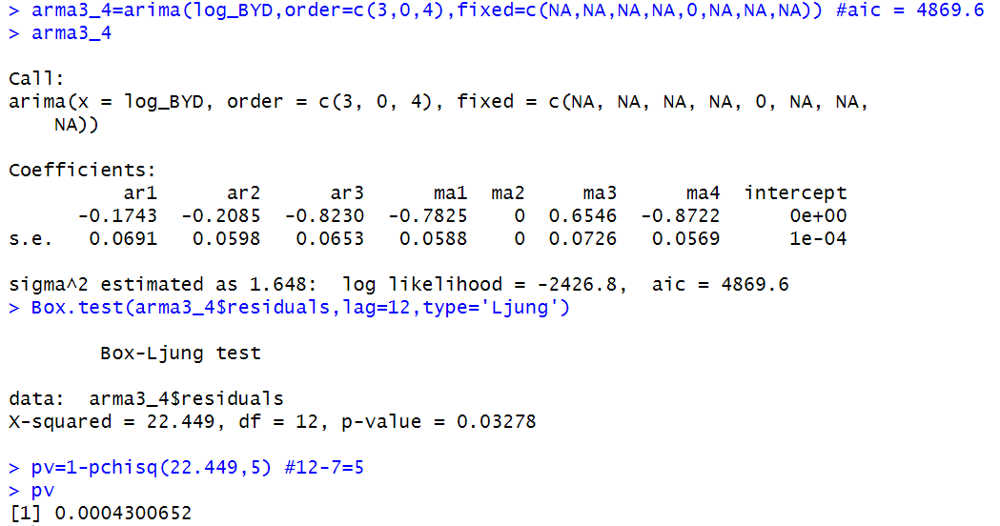 > arma3_4=arima(log_BYD,order=c(3,0,4),fixed=c(NA,NA,NA,NA,0,NA,NA,NA)) #aic = 4869.6
> arma3_4
Call:
arima(x = log_BYD, order = c(3, 0, 4), fixed = c(NA, NA, NA, NA, 0, NA, NA,
    NA))
Coefficients:
          ar1      ar2      ar3      ma1  ma2     ma3      ma4  intercept
      -0.1743  -0.2085  -0.8230  -0.7825    0  0.6546  -0.8722      0e+00
s.e.   0.0691   0.0598   0.0653   0.0588    0  0.0726   0.0569      1e-04
sigma^2 estimated as 1.648:  log likelihood = -2426.8,  aic = 4869.6
> Box.test(arma3_4$residuals,lag=12,type='Ljung')
        Box-Ljung test
data:  arma3_4$residuals
X-squared = 22.449, df = 12, p-value = 0.03278
> pv=1-pchisq(22.449,5) #12-7=5
> pv
[1] 0.0004300652